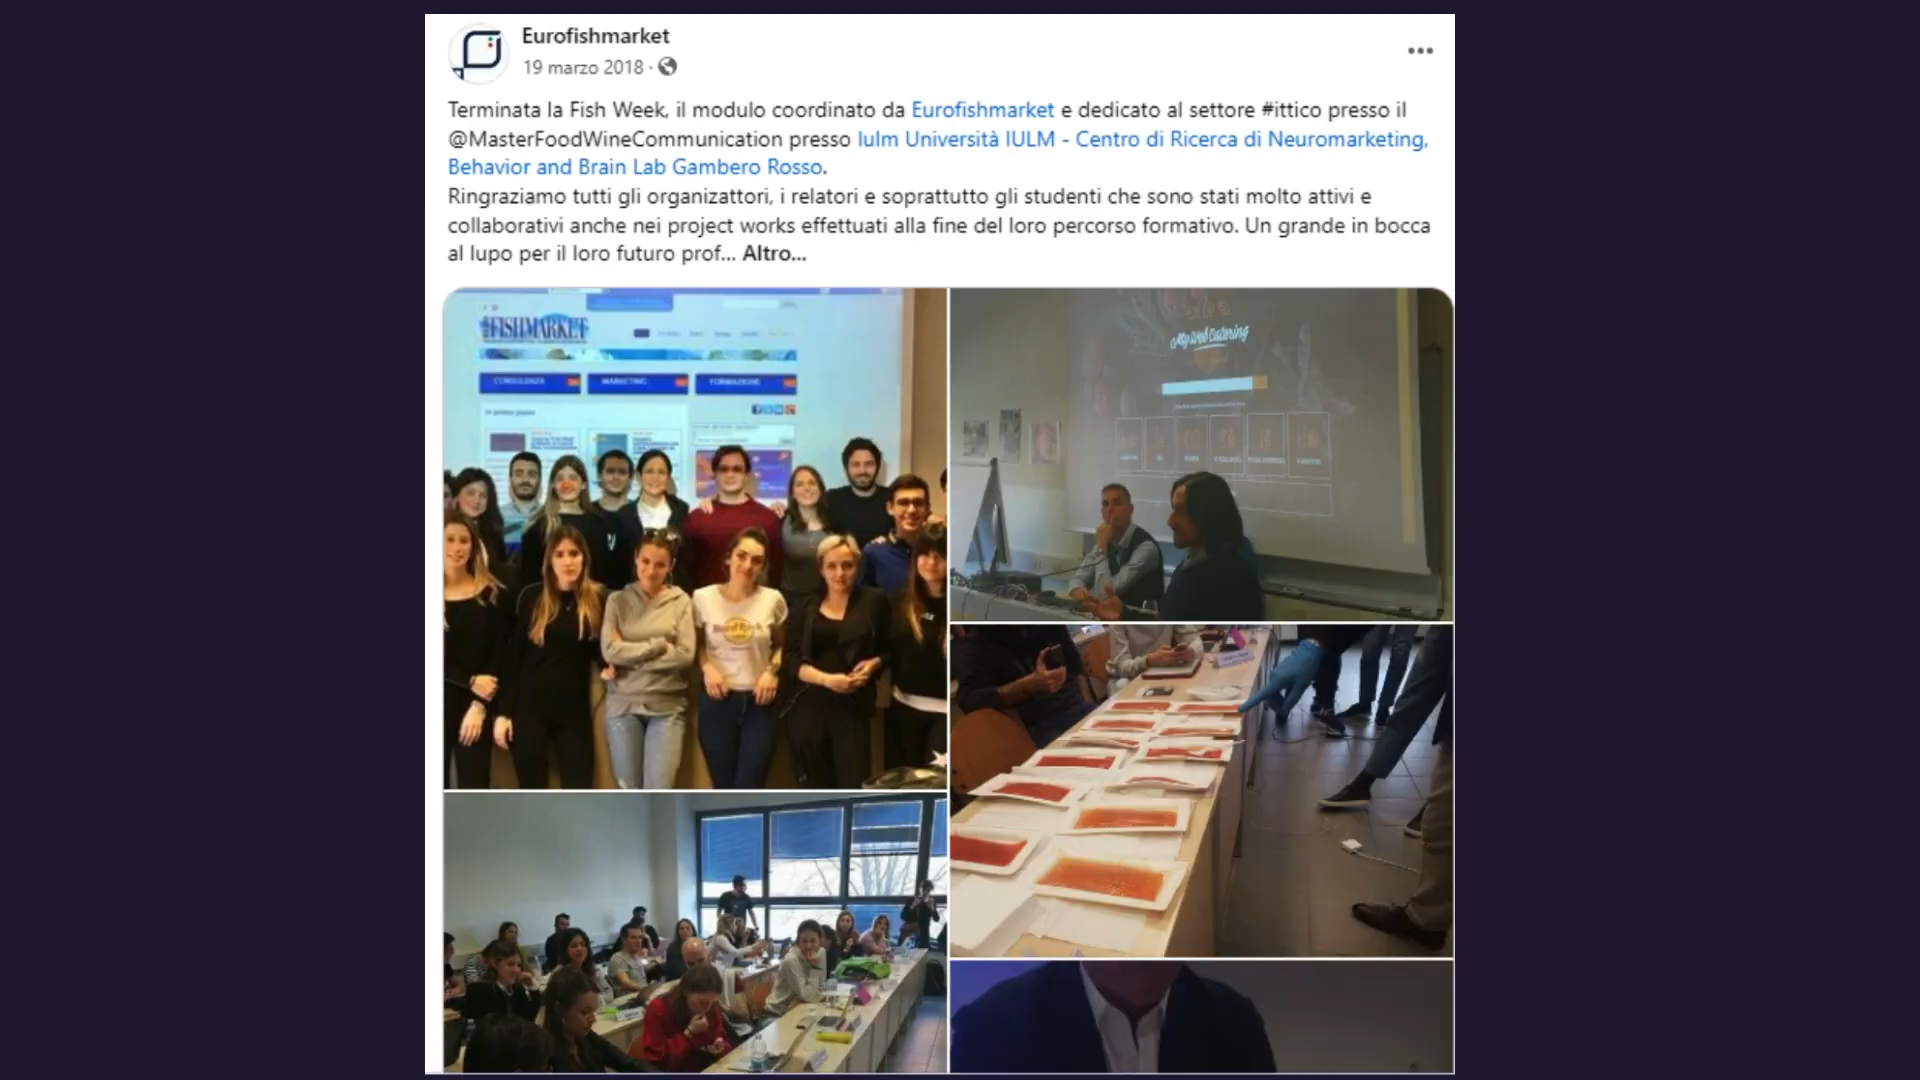 Eurofishmarket
19 marzo 2018 ·
Terminata la Fish Week, il modulo coordinato da Eurofishmarket e dedicato al settore #ittico presso il
@MasterFoodWineCommunication presso Iulm Università IULM - Centro di Ricerca di Neuromarketing,
Behavior and Brain Lab Gambero Rosso.
Ringraziamo tutti gli organizattori, i relatori e soprattutto gli studenti che sono stati molto attivi e
collaborativi anche nei project works effettuati alla fine del loro percorso formativo. Un grande in bocca
al lupo per il loro futuro prof... Altro...
FISHMARKET
CONSULENZA MARKETING FORMAZIONE
In primo piano
My Web Catering